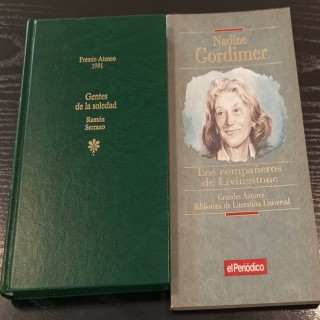 Premio Ateneo
1991
Gentes
de la soledad
Ramón
Serrano
Nadine
Gordimer
Los compañeros
de Livingstone
Grandes Autores
Biblioteca de Literatura Universal
el Periódico